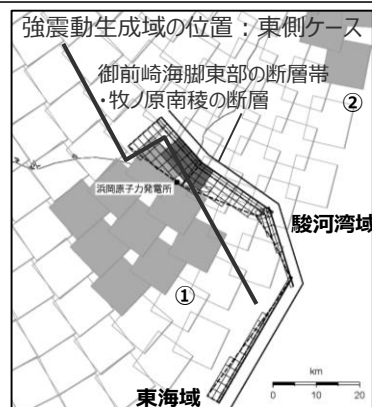 強震動生成域の位置：東側ケース
御前崎海脚東部の断層帯
・牧ノ原南稜の断層
②
浜岡原子力発電所
駿河湾域
①
東海域
km
0 10 20